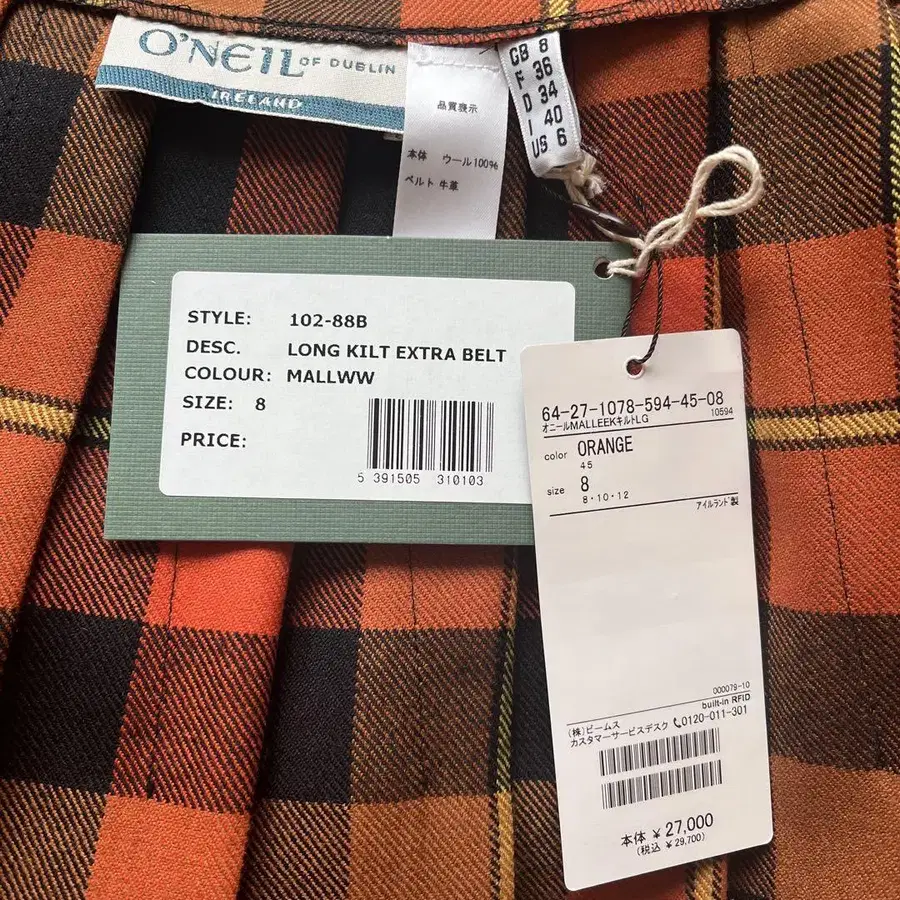 O'NEIL OF DUBLIN
IRELAND
品質表示
本体 ウール100%
ベルト 牛革
GB 8
F 36
D 34
I 40
US 6
STYLE: 102-88B
DESC. LONG KILT EXTRA BELT
COLOUR: MALLWW
SIZE: 8
PRICE:
5 391505 310103
64-27-1078-594-45-08
オニールMALLEEKキルトLG 10594
color ORANGE
45
size 8
8・10・12
アイルランド製
000079-10
built-in RFID
(株)ビームス
カスタマーサービスデスク 📞0120-011-301
本体 ¥27,000
(税込 ¥29,700)